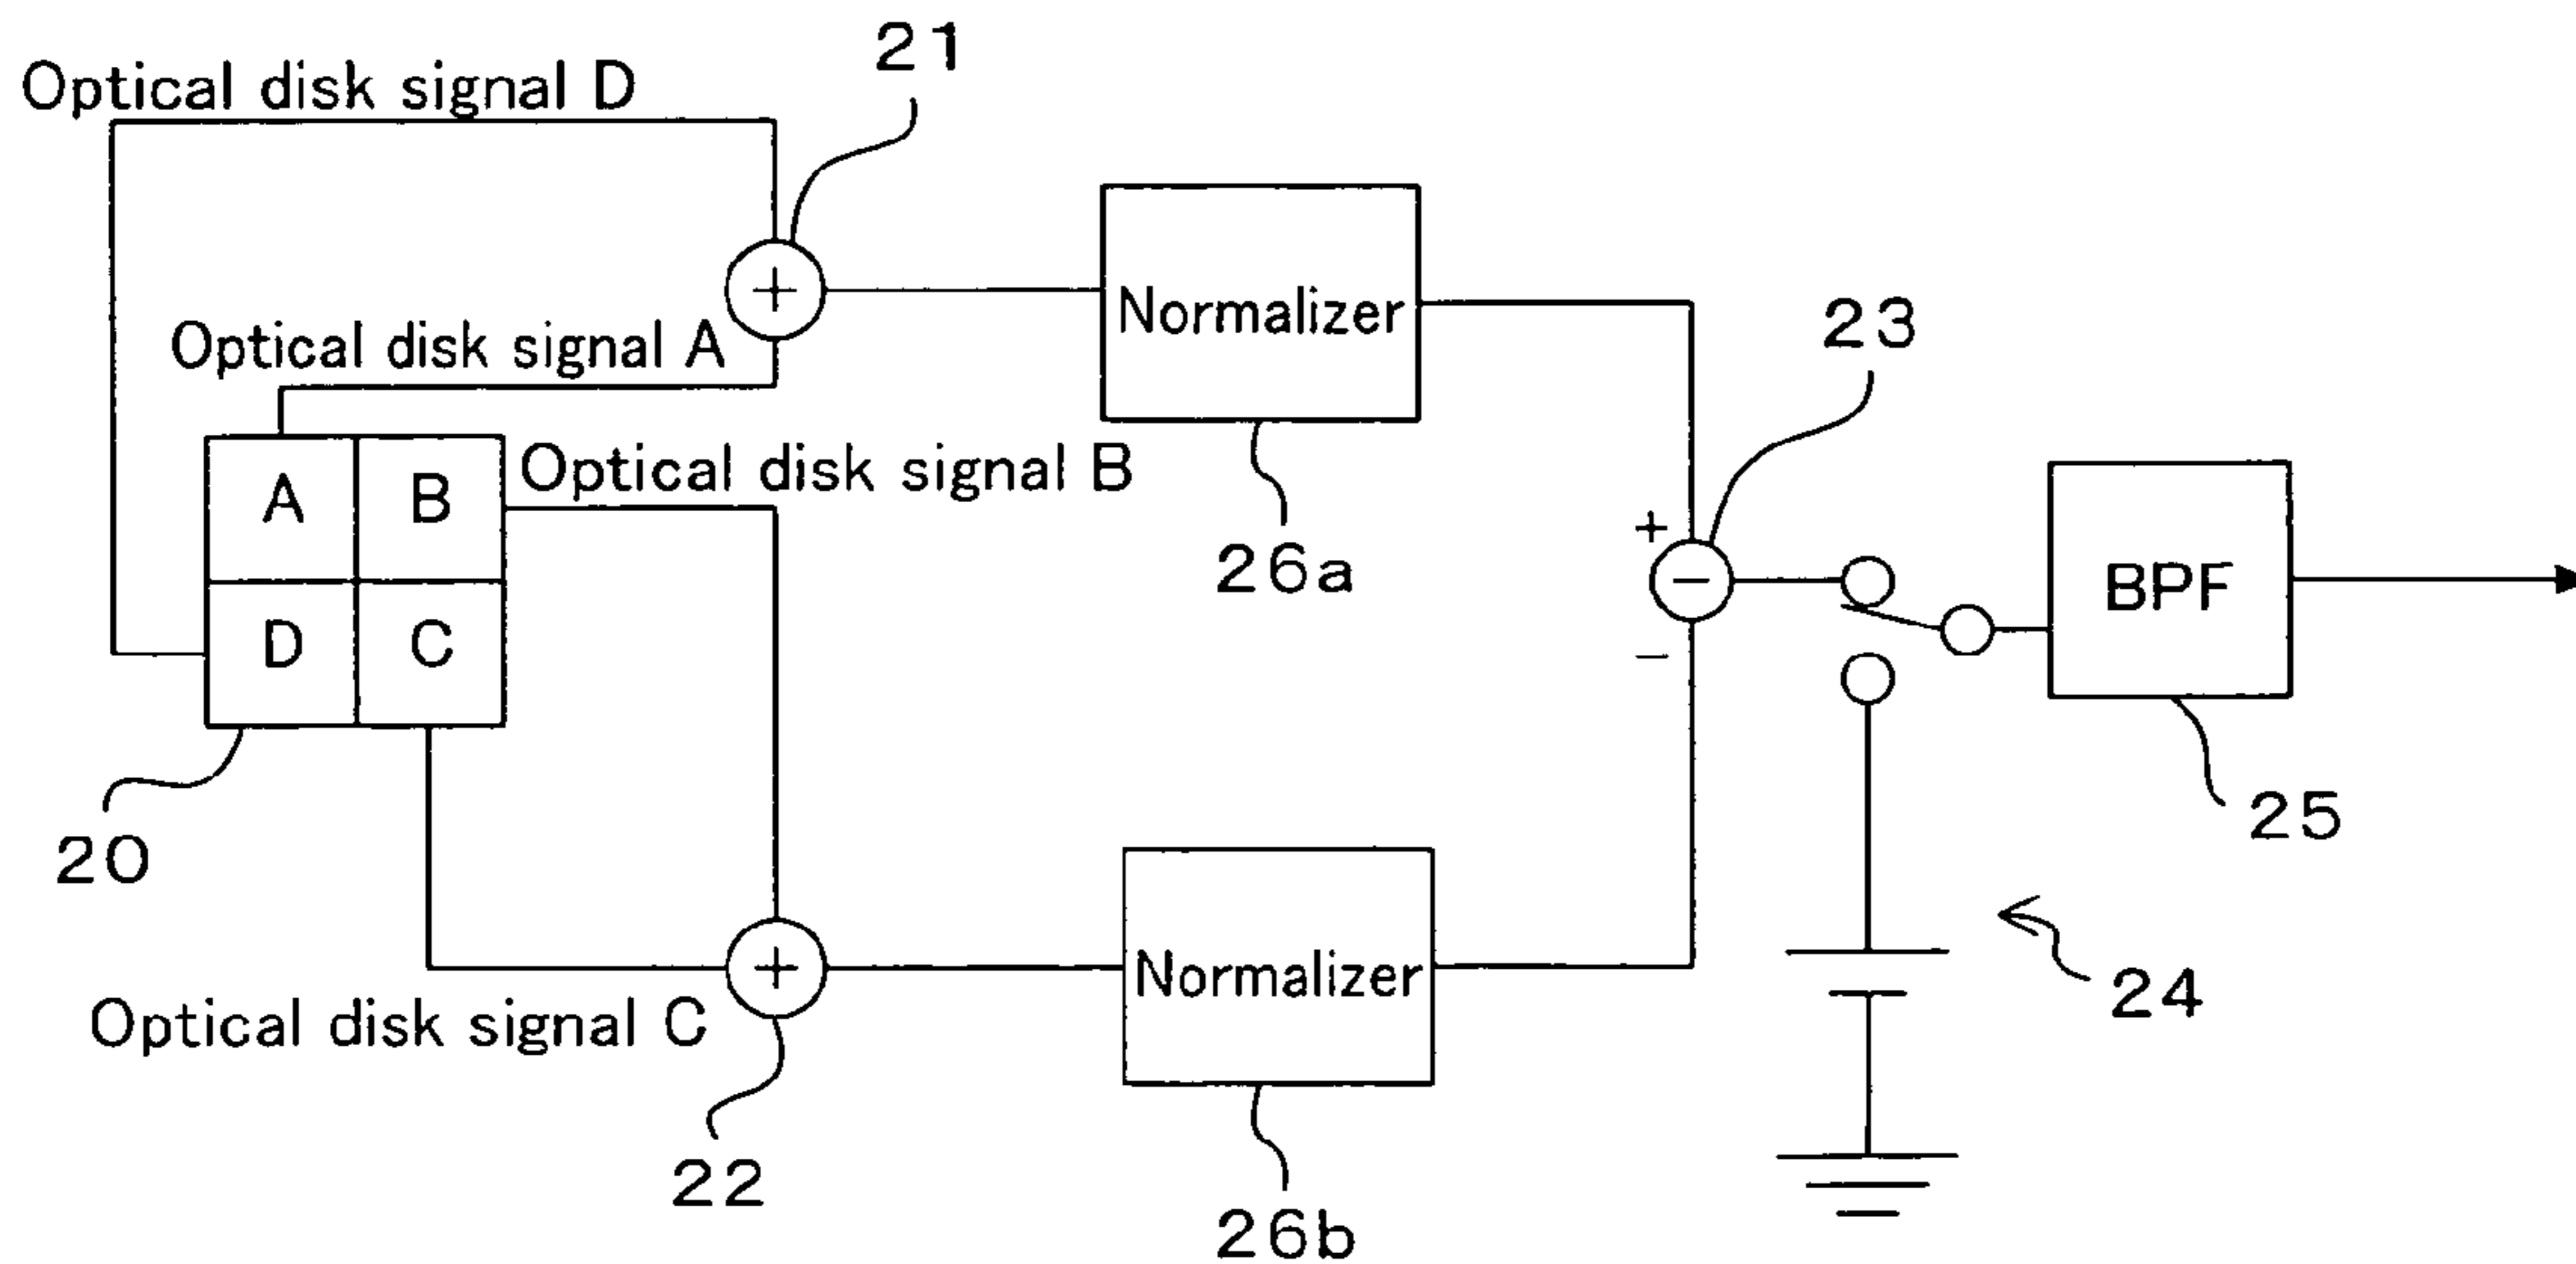 21
Optical disk signal D
Normalizer
23
Optical disk signal A
+
Optical disk signal B
A B
26a
+
−
BPF
D C
−
25
20
Normalizer
24
+
Optical disk signal C
22
26b